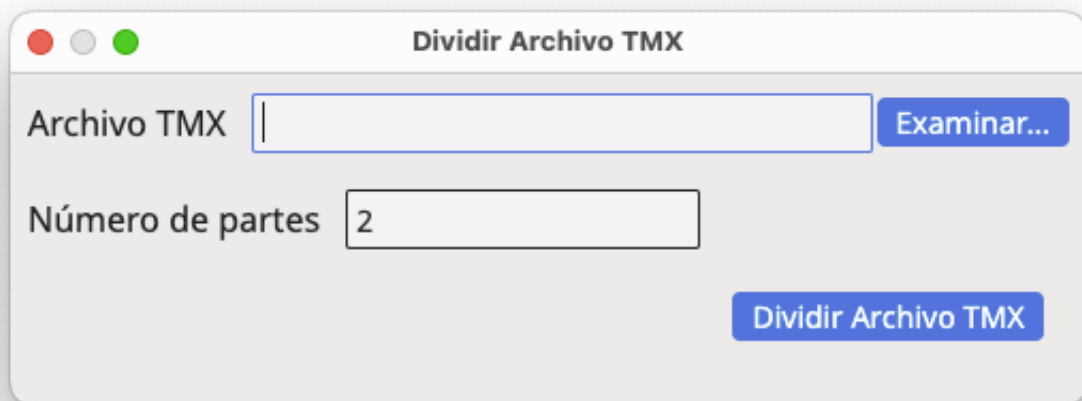 Dividir Archivo TMX
Archivo TMX Examinar...
Número de partes 2
Dividir Archivo TMX